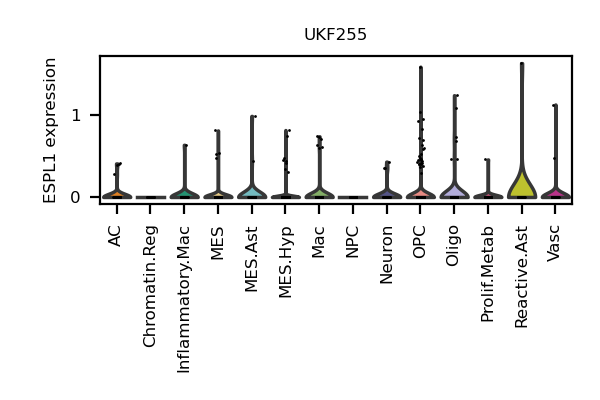 UKF255
ESPL1 expression
1
0
AC
Chromatin.Reg
Inflammatory.Mac
MES
MES.Ast
MES.Hyp
Mac
NPC
Neuron
OPC
Oligo
Prolif.Metab
Reactive.Ast
Vasc